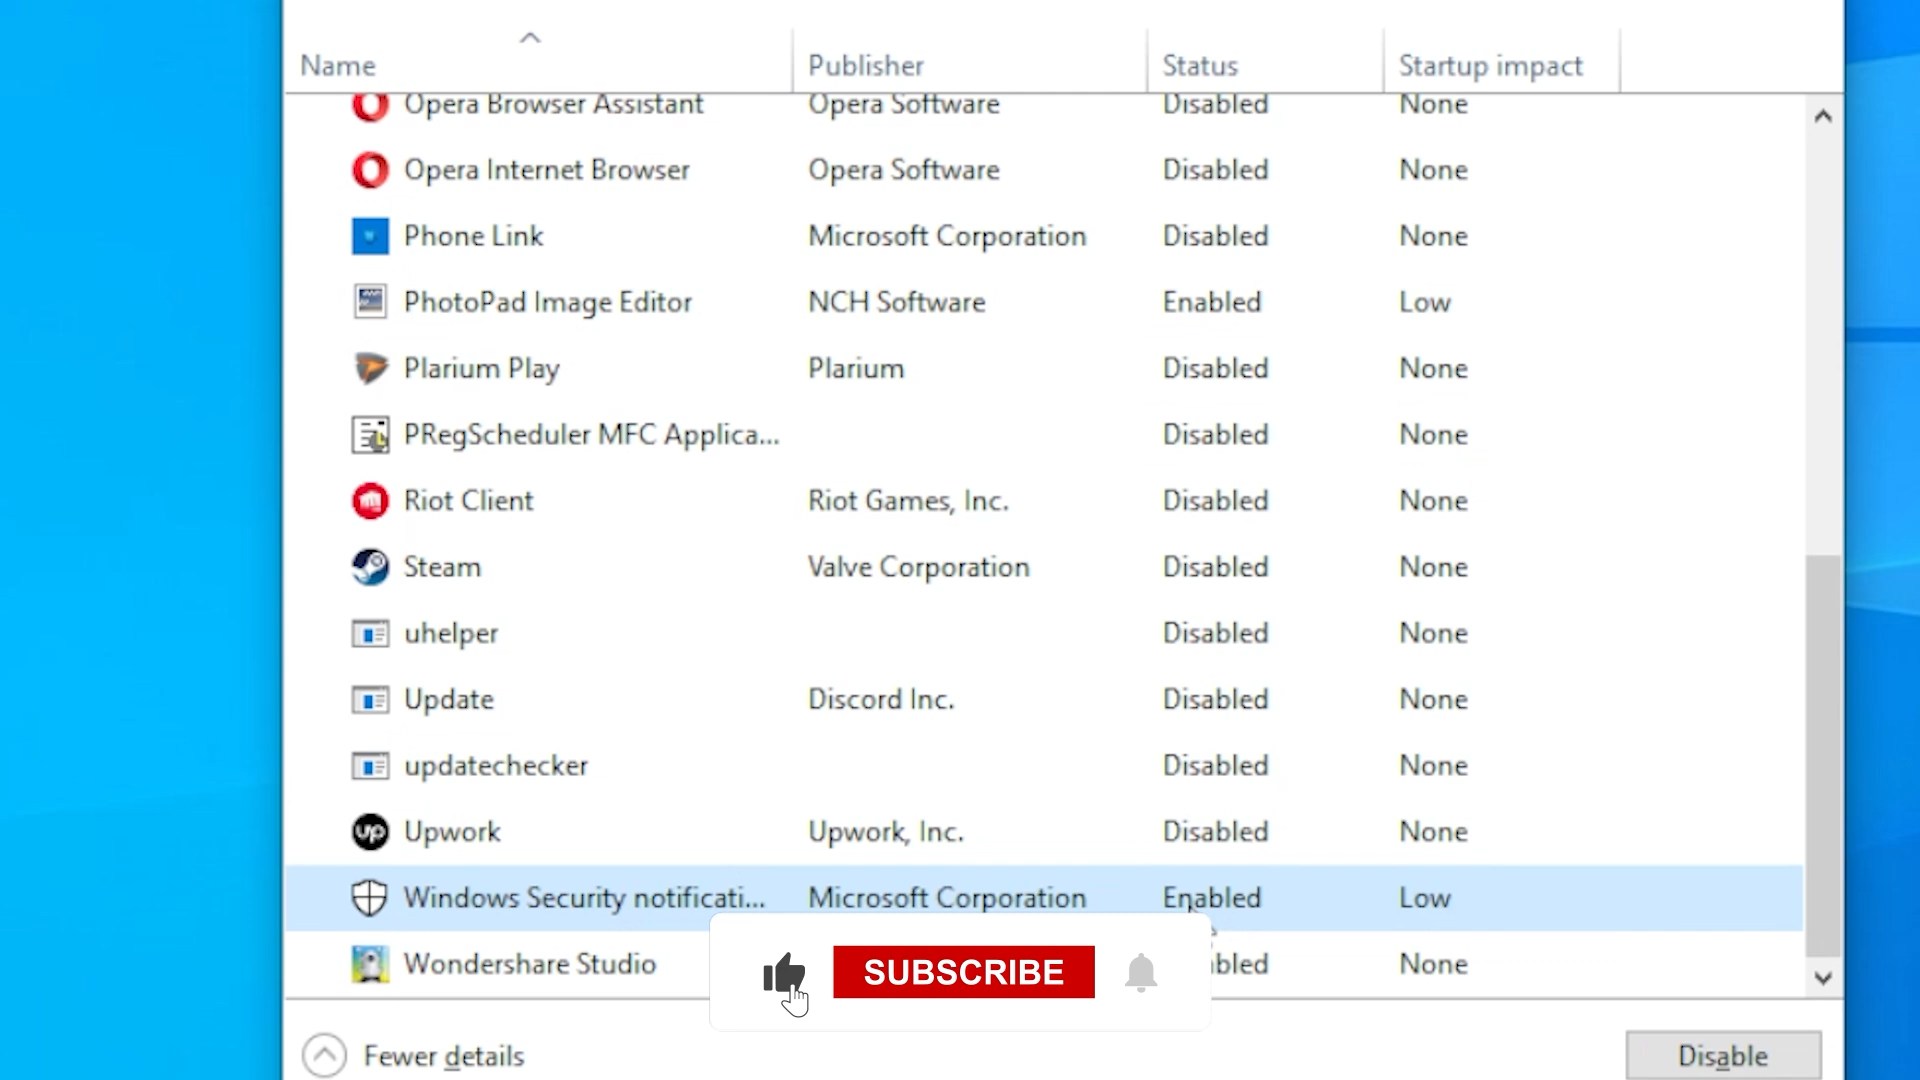 Name Publisher Status Startup impact
Opera Browser Assistant Opera Software Disabled None
Opera Internet Browser Opera Software Disabled None
Phone Link Microsoft Corporation Disabled None
PhotoPad Image Editor NCH Software Enabled Low
Plarium Play Plarium Disabled None
PRegScheduler MFC Applica... Disabled None
Riot Client Riot Games, Inc. Disabled None
Steam Valve Corporation Disabled None
uhelper Disabled None
Update Discord Inc. Disabled None
updatechecker Disabled None
up Upwork Upwork, Inc. Disabled None
Windows Security notificati... Microsoft Corporation Enabled Low
Wondershare Studio bled None
SUBSCRIBE
Fewer details Disable